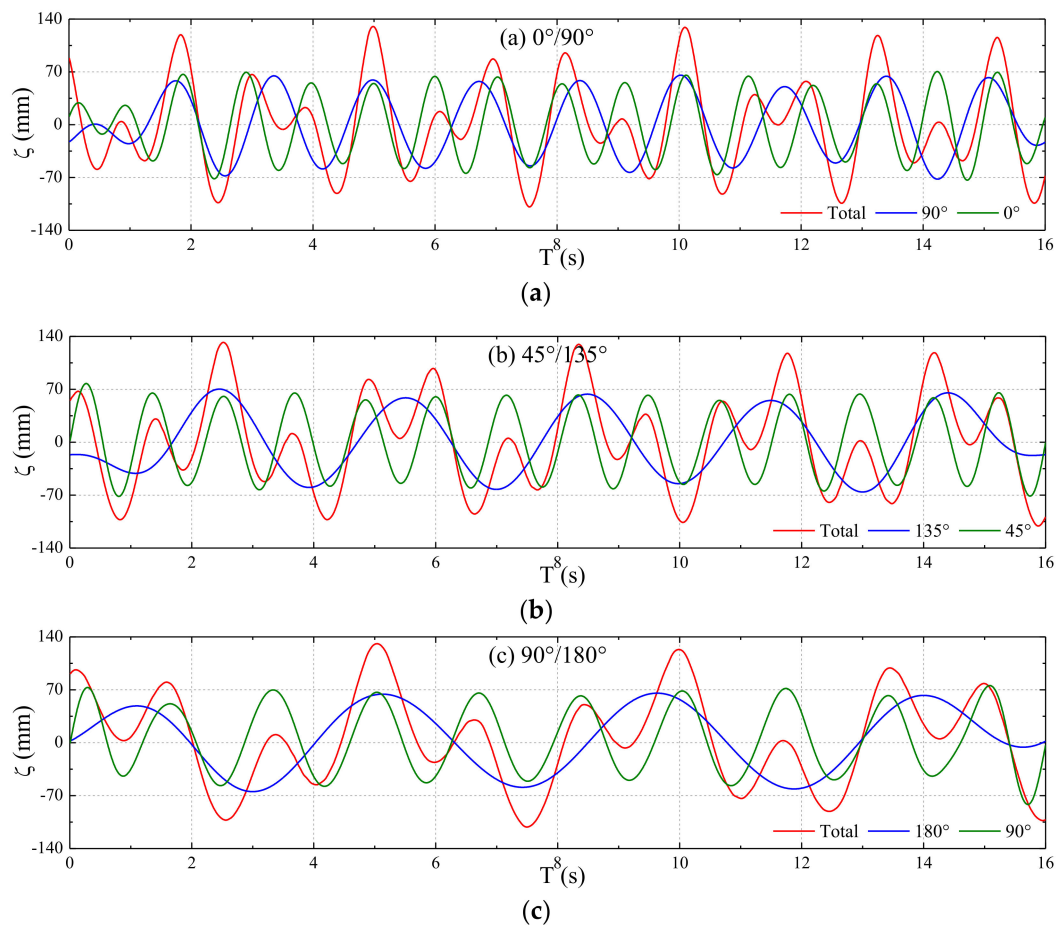 140
70
0
-70
-140
ζ (mm)
(a) 0°/90°
Total 90° 0°
0 2 4 6 8 10 12 14 16
T (s)
(a)
140
70
0
-70
-140
ζ (mm)
(b) 45°/135°
Total 135° 45°
0 2 4 6 8 10 12 14 16
T (s)
(b)
140
70
0
-70
-140
ζ (mm)
(c) 90°/180°
Total 180° 90°
0 2 4 6 8 10 12 14 16
T (s)
(c)